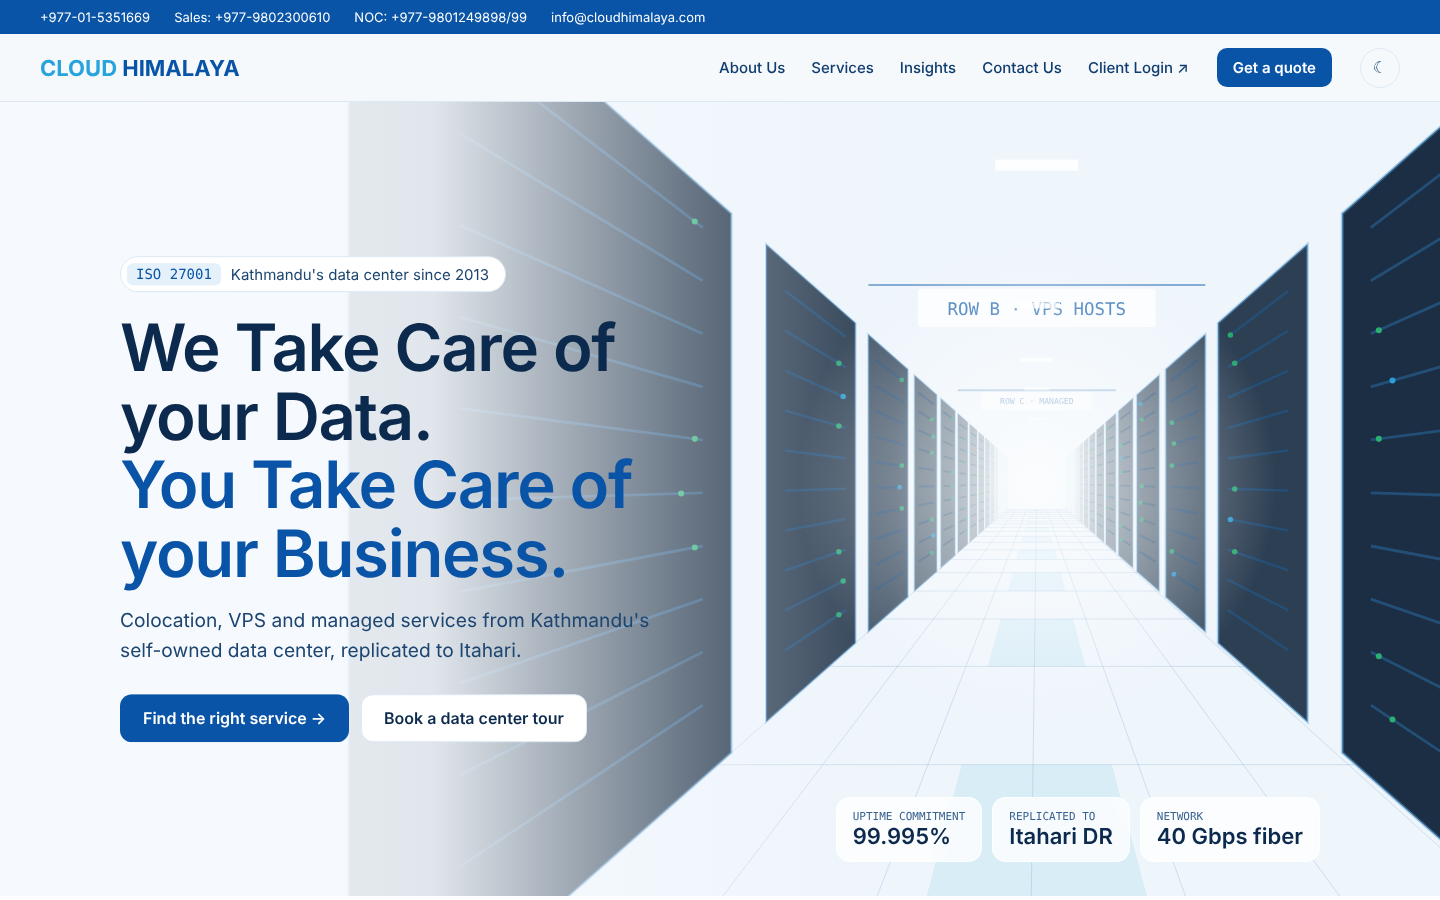 +977-01-5351669 Sales: +977-9802300610 NOC: +977-9801249898/99 info@cloudhimalaya.com
CLOUD HIMALAYA About Us Services Insights Contact Us Client Login ↗ Get a quote ☾
ROW B · VPS HOSTS
ROW C · MANAGED
ISO 27001 Kathmandu's data center since 2013
We Take Care of
your Data.
You Take Care of
your Business.
Colocation, VPS and managed services from Kathmandu's
self-owned data center, replicated to Itahari.
Find the right service → Book a data center tour
UPTIME COMMITMENT REPLICATED TO NETWORK
99.995% Itahari DR 40 Gbps fiber